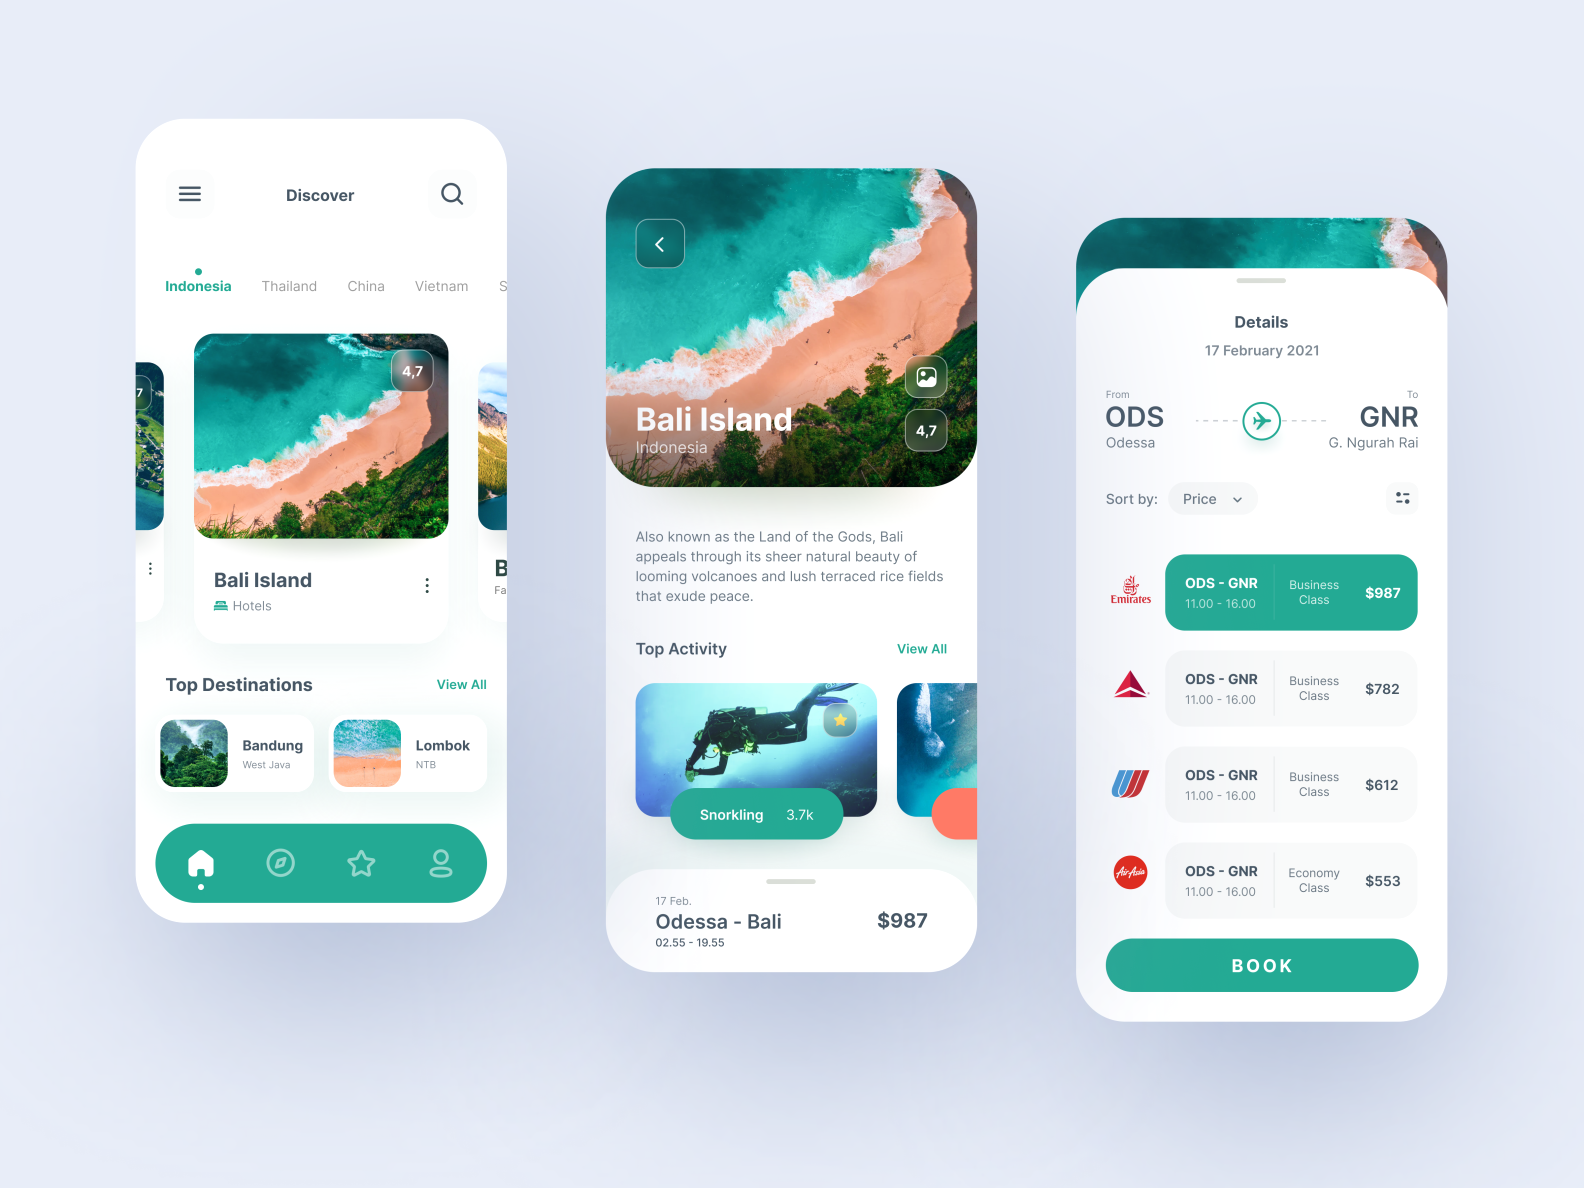 Discover
Indonesia Thailand China Vietnam S
7
4,7
Bali Island
Hotels
B
Fa
Top Destinations View All
Bandung
West Java
Lombok
NTB
Bali Island
Indonesia
4,7
Also known as the Land of the Gods, Bali
appeals through its sheer natural beauty of
looming volcanoes and lush terraced rice fields
that exude peace.
Top Activity View All
Snorkling 3.7k
17 Feb.
Odessa - Bali $987
02.55 - 19.55
Details
17 February 2021
From To
ODS GNR
Odessa G. Ngurah Rai
Sort by: Price
Emirates
ODS - GNR
11.00 - 16.00
Business
Class
$987
ODS - GNR
11.00 - 16.00
Business
Class
$782
ODS - GNR
11.00 - 16.00
Business
Class
$612
AirAsia
ODS - GNR
11.00 - 16.00
Economy
Class
$553
BOOK